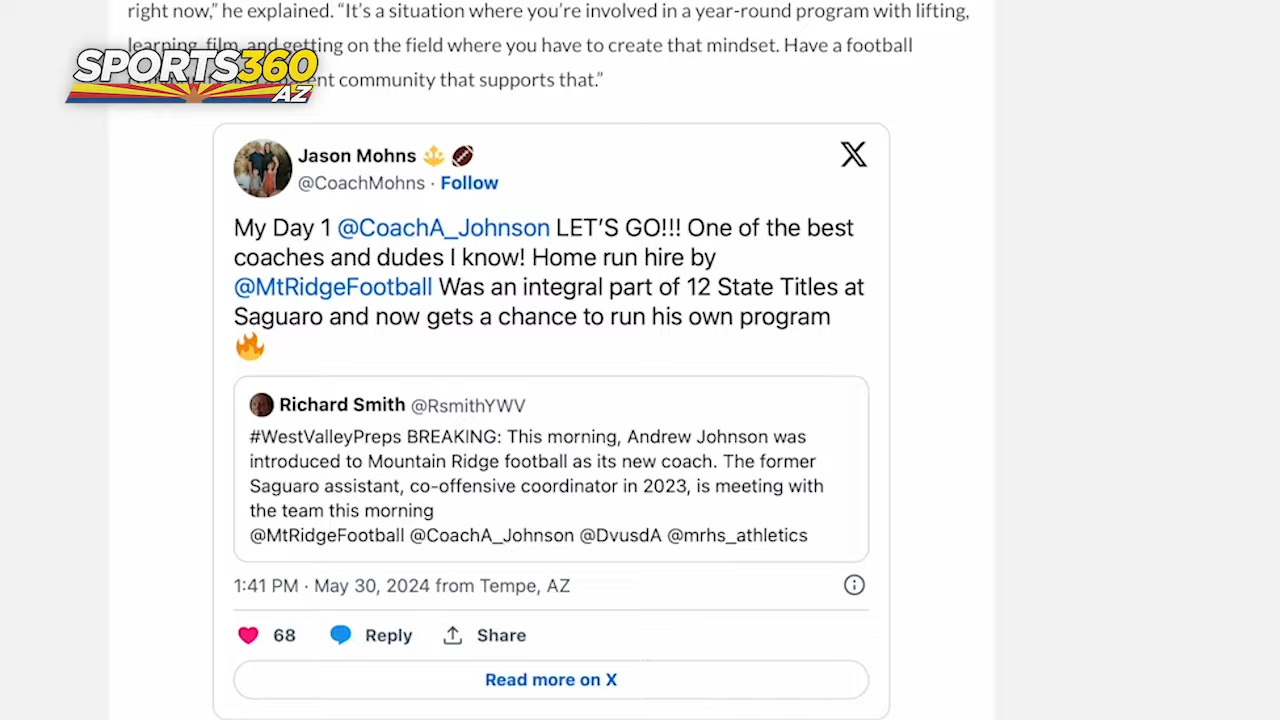 right now,” he explained. “It’s a situation where you’re involved in a year-round program with lifting,
learning, film, and getting on the field where you have to create that mindset. Have a football
community that supports that.”
SPORTS360
AZ
Jason Mohns 🔱 🏈
@CoachMohns · Follow
My Day 1 @CoachA_Johnson LET’S GO!!! One of the best
coaches and dudes I know! Home run hire by
@MtRidgeFootball Was an integral part of 12 State Titles at
Saguaro and now gets a chance to run his own program
🔥
Richard Smith @RsmithYWV
#WestValleyPreps BREAKING: This morning, Andrew Johnson was
introduced to Mountain Ridge football as its new coach. The former
Saguaro assistant, co-offensive coordinator in 2023, is meeting with
the team this morning
@MtRidgeFootball @CoachA_Johnson @DvusdA @mrhs_athletics
1:41 PM · May 30, 2024 from Tempe, AZ
68 Reply Share
Read more on X